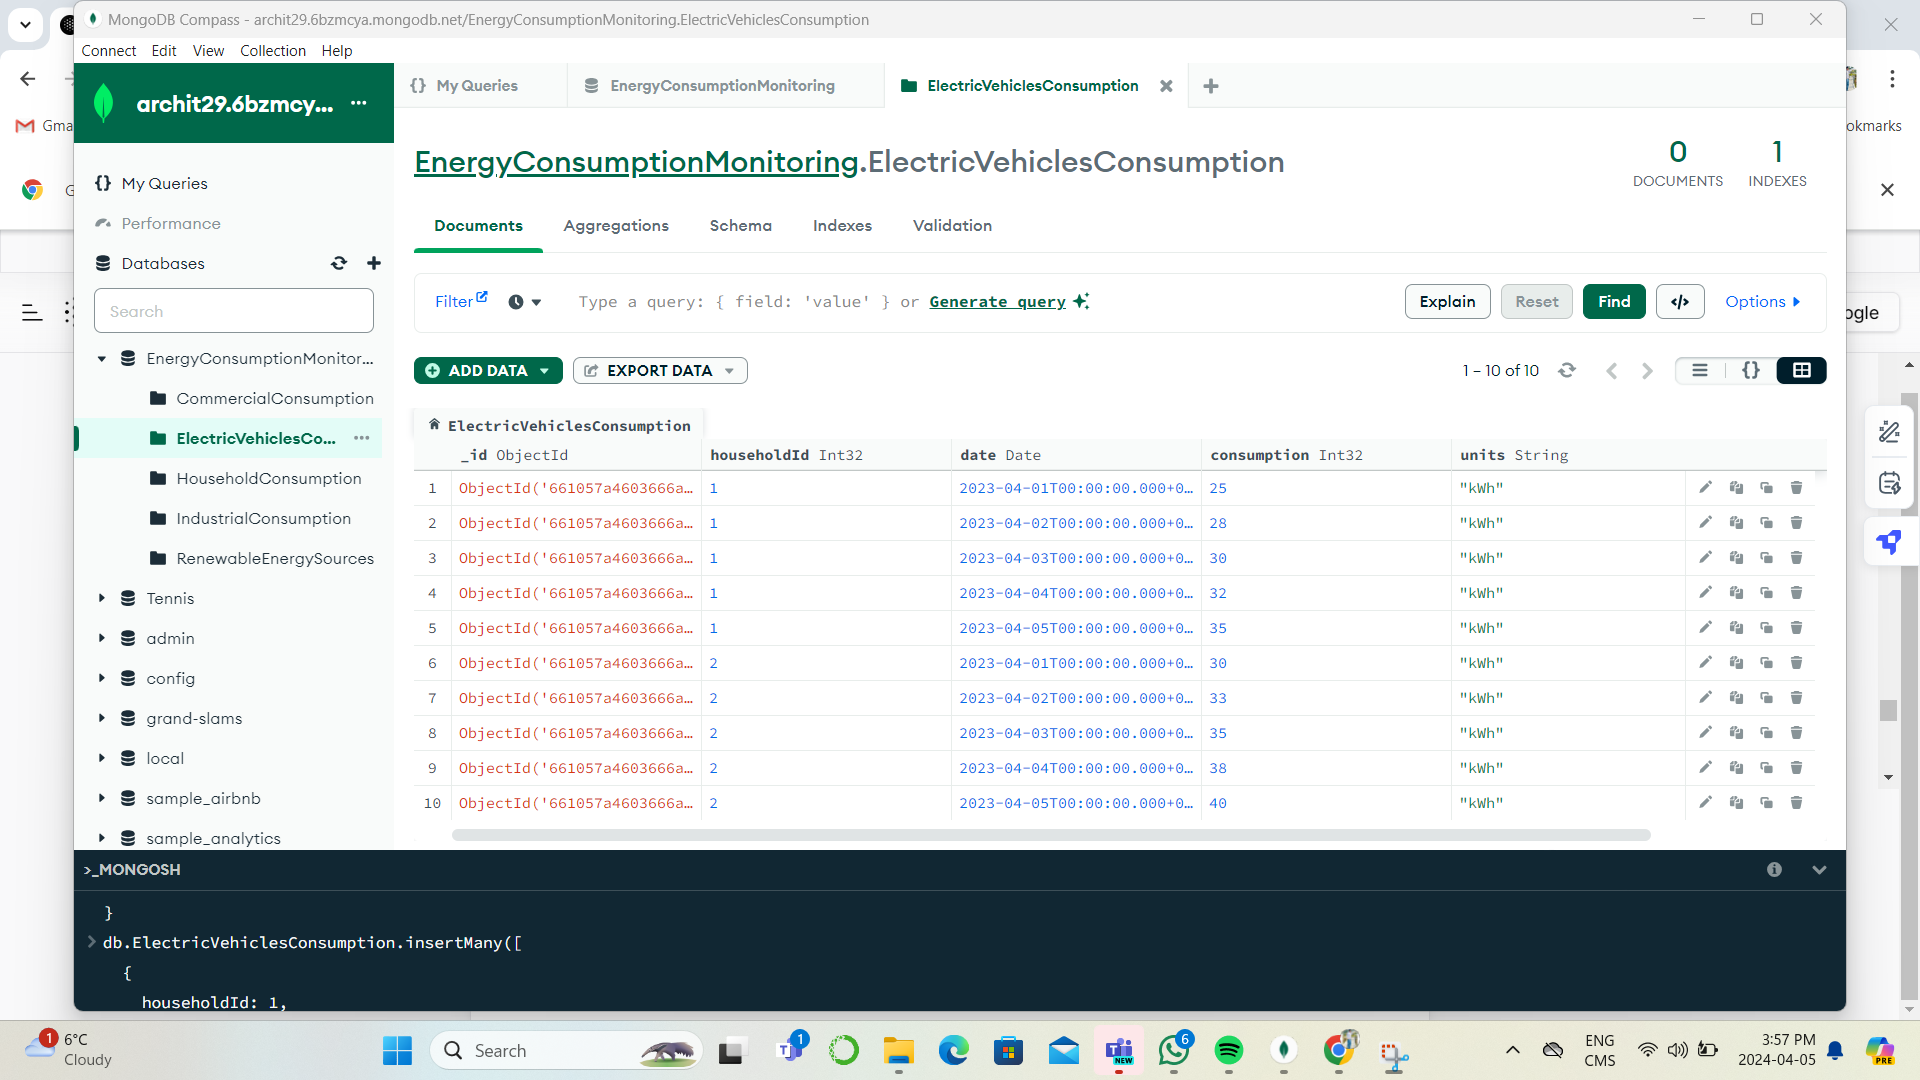 MongoDB Compass - archit29.6bzmcya.mongodb.net/EnergyConsumptionMonitoring.ElectricVehiclesConsumption
Connect Edit View Collection Help
archit29.6bzmcy...
My Queries
EnergyConsumptionMonitoring
ElectricVehiclesConsumption
Gma
okmarks
EnergyConsumptionMonitoring.ElectricVehiclesConsumption
0
DOCUMENTS
1
INDEXES
My Queries
Performance
Databases
Search
Documents Aggregations Schema Indexes Validation
Filter
Type a query: { field: 'value' } or Generate query
Explain Reset Find </> Options
ogle
EnergyConsumptionMonitor...
CommercialConsumption
ElectricVehiclesCo...
HouseholdConsumption
IndustrialConsumption
RenewableEnergySources
Tennis
admin
config
grand-slams
local
sample_airbnb
sample_analytics
ADD DATA EXPORT DATA
1 – 10 of 10
{}
ElectricVehiclesConsumption
_id ObjectId householdId Int32 date Date consumption Int32 units String
1 ObjectId('661057a4603666a... 1 2023-04-01T00:00:00.000+0... 25 "kWh"
2 ObjectId('661057a4603666a... 1 2023-04-02T00:00:00.000+0... 28 "kWh"
3 ObjectId('661057a4603666a... 1 2023-04-03T00:00:00.000+0... 30 "kWh"
4 ObjectId('661057a4603666a... 1 2023-04-04T00:00:00.000+0... 32 "kWh"
5 ObjectId('661057a4603666a... 1 2023-04-05T00:00:00.000+0... 35 "kWh"
6 ObjectId('661057a4603666a... 2 2023-04-01T00:00:00.000+0... 30 "kWh"
7 ObjectId('661057a4603666a... 2 2023-04-02T00:00:00.000+0... 33 "kWh"
8 ObjectId('661057a4603666a... 2 2023-04-03T00:00:00.000+0... 35 "kWh"
9 ObjectId('661057a4603666a... 2 2023-04-04T00:00:00.000+0... 38 "kWh"
10 ObjectId('661057a4603666a... 2 2023-04-05T00:00:00.000+0... 40 "kWh"
>_MONGOSH
}
> db.ElectricVehiclesConsumption.insertMany([
{
householdId: 1,
1
6°C
Cloudy
Search
1
NEW
6
ENG
CMS
3:57 PM
2024-04-05
PRE